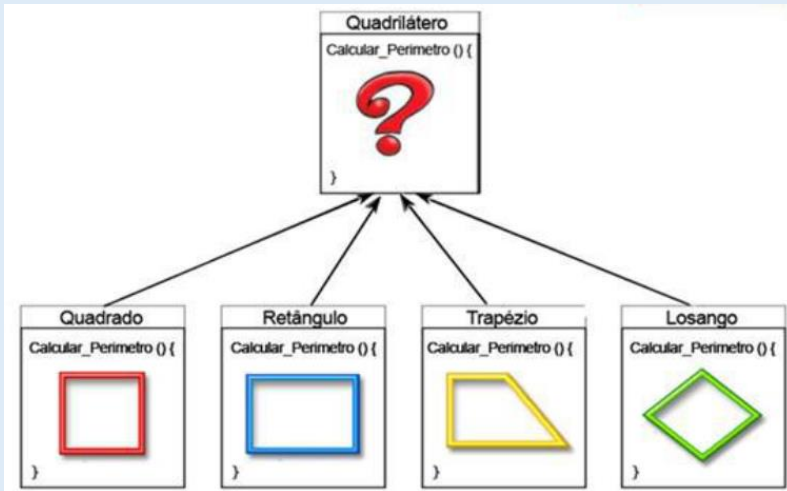 Quadrilátero
Calcular_Perimetro () {
?
}
Quadrado
Calcular_Perimetro () {
}
Retângulo
Calcular_Perimetro () {
}
Trapézio
Calcular_Perimetro () {
}
Losango
Calcular_Perimetro () {
}